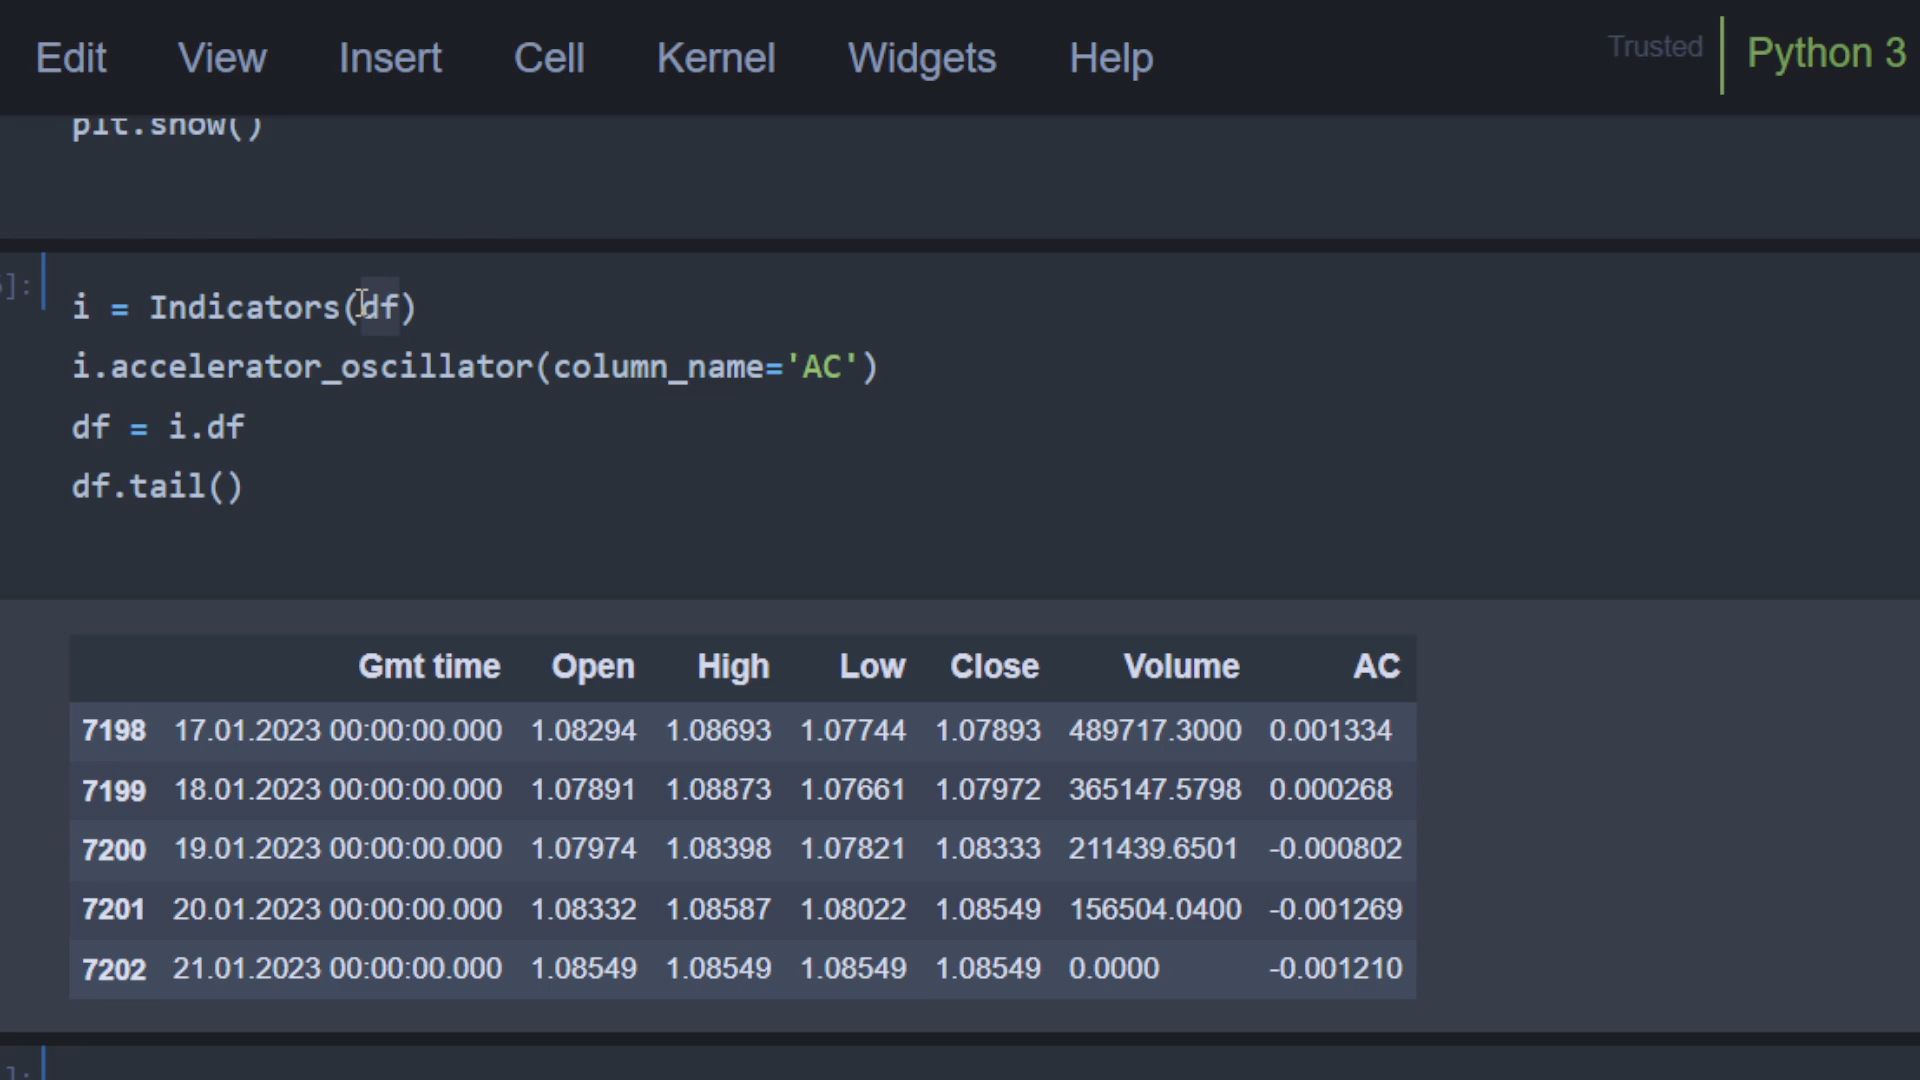 Edit View Insert Cell Kernel Widgets Help Trusted Python 3
plt.show()
]:
i = Indicators(df)
i.accelerator_oscillator(column_name='AC')
df = i.df
df.tail()
Gmt time Open High Low Close Volume AC
7198 17.01.2023 00:00:00.000 1.08294 1.08693 1.07744 1.07893 489717.3000 0.001334
7199 18.01.2023 00:00:00.000 1.07891 1.08873 1.07661 1.07972 365147.5798 0.000268
7200 19.01.2023 00:00:00.000 1.07974 1.08398 1.07821 1.08333 211439.6501 -0.000802
7201 20.01.2023 00:00:00.000 1.08332 1.08587 1.08022 1.08549 156504.0400 -0.001269
7202 21.01.2023 00:00:00.000 1.08549 1.08549 1.08549 1.08549 0.0000 -0.001210
]: